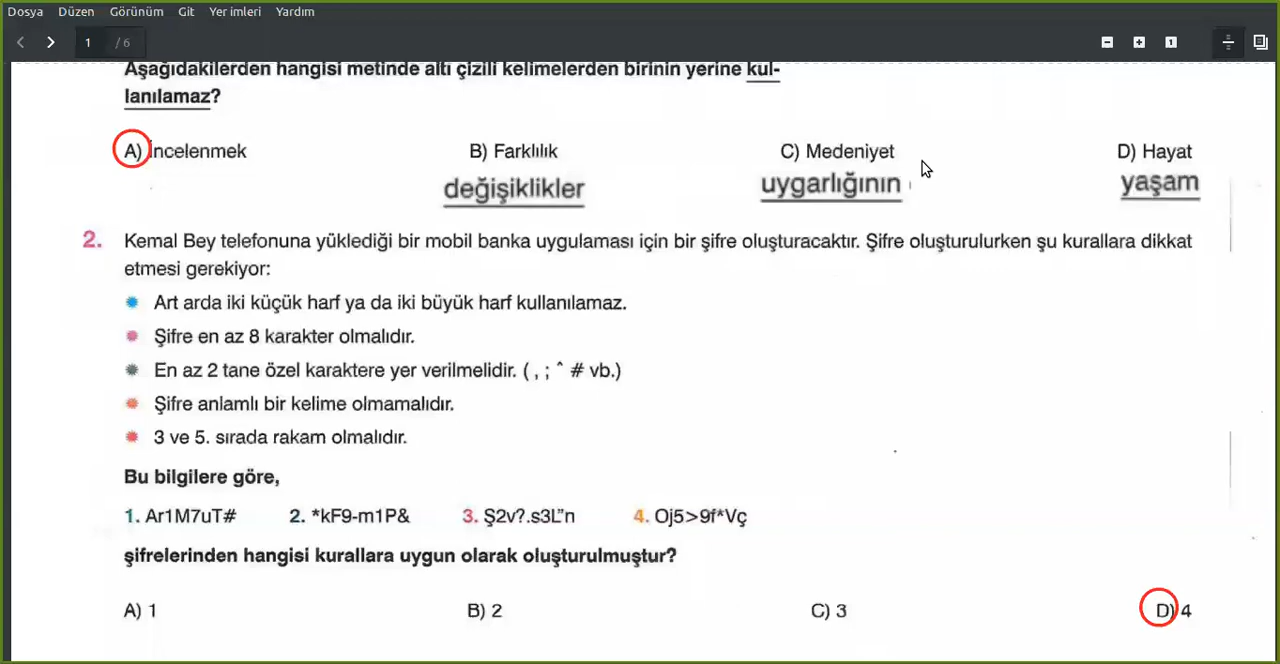 Dosya Düzen Görünüm Git Yer imleri Yardım
1 / 6
Aşağıdakilerden hangisi metinde altı çizili kelimelerden birinin yerine kul-
lanılamaz?
A) İncelenmek B) Farklılık C) Medeniyet D) Hayat
değişiklikler uygarlığının yaşam
2. Kemal Bey telefonuna yüklediği bir mobil banka uygulaması için bir şifre oluşturacaktır. Şifre oluşturulurken şu kurallara dikkat
etmesi gerekiyor:
Art arda iki küçük harf ya da iki büyük harf kullanılamaz.
Şifre en az 8 karakter olmalıdır.
En az 2 tane özel karaktere yer verilmelidir. ( , ; ^ # vb.)
Şifre anlamlı bir kelime olmamalıdır.
3 ve 5. sırada rakam olmalıdır.
Bu bilgilere göre,
1. Ar1M7uT# 2. *kF9-m1P& 3. Ş2v?.s3L"n 4. Oj5>9f*Vç
şifrelerinden hangisi kurallara uygun olarak oluşturulmuştur?
A) 1 B) 2 C) 3 D) 4